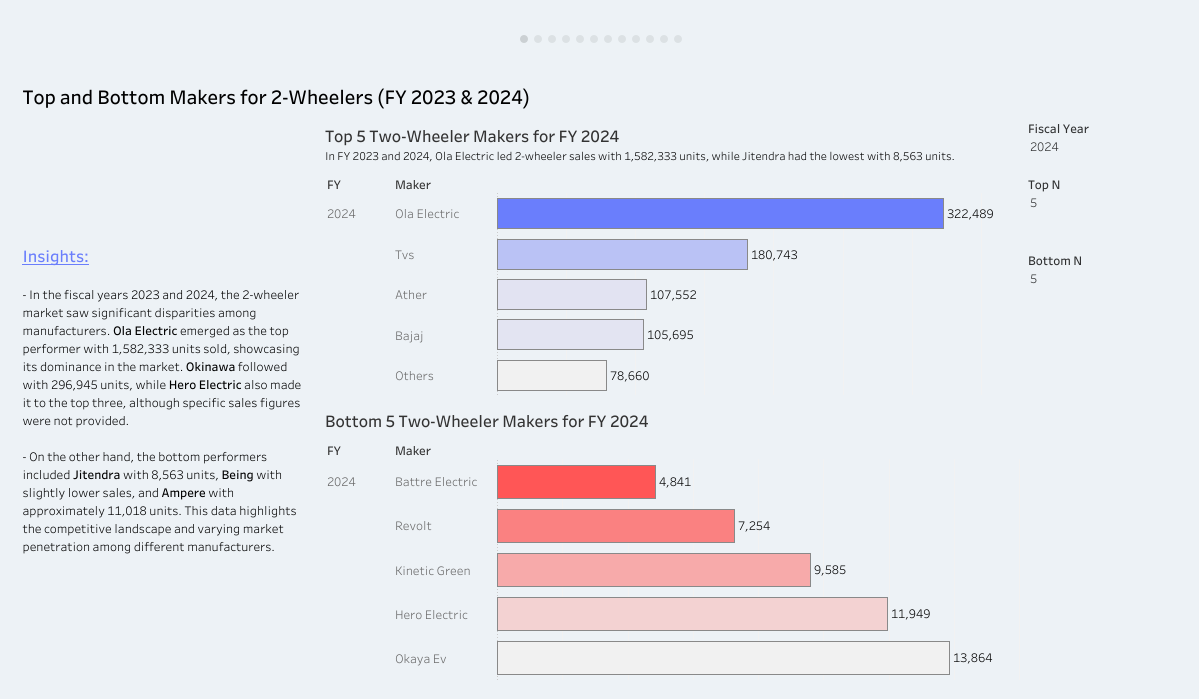 Top and Bottom Makers for 2-Wheelers (FY 2023 & 2024)
Top 5 Two-Wheeler Makers for FY 2024
In FY 2023 and 2024, Ola Electric led 2-wheeler sales with 1,582,333 units, while Jitendra had the lowest with 8,563 units.
FY Maker
2024 Ola Electric 322,489
Tvs 180,743
Ather 107,552
Bajaj 105,695
Others 78,660
Bottom 5 Two-Wheeler Makers for FY 2024
FY Maker
2024 Battre Electric 4,841
Revolt 7,254
Kinetic Green 9,585
Hero Electric 11,949
Okaya Ev 13,864
Insights:
- In the fiscal years 2023 and 2024, the 2-wheeler
market saw significant disparities among
manufacturers. Ola Electric emerged as the top
performer with 1,582,333 units sold, showcasing
its dominance in the market. Okinawa followed
with 296,945 units, while Hero Electric also made
it to the top three, although specific sales figures
were not provided.
- On the other hand, the bottom performers
included Jitendra with 8,563 units, Being with
slightly lower sales, and Ampere with
approximately 11,018 units. This data highlights
the competitive landscape and varying market
penetration among different manufacturers.
Fiscal Year
2024
Top N
5
Bottom N
5